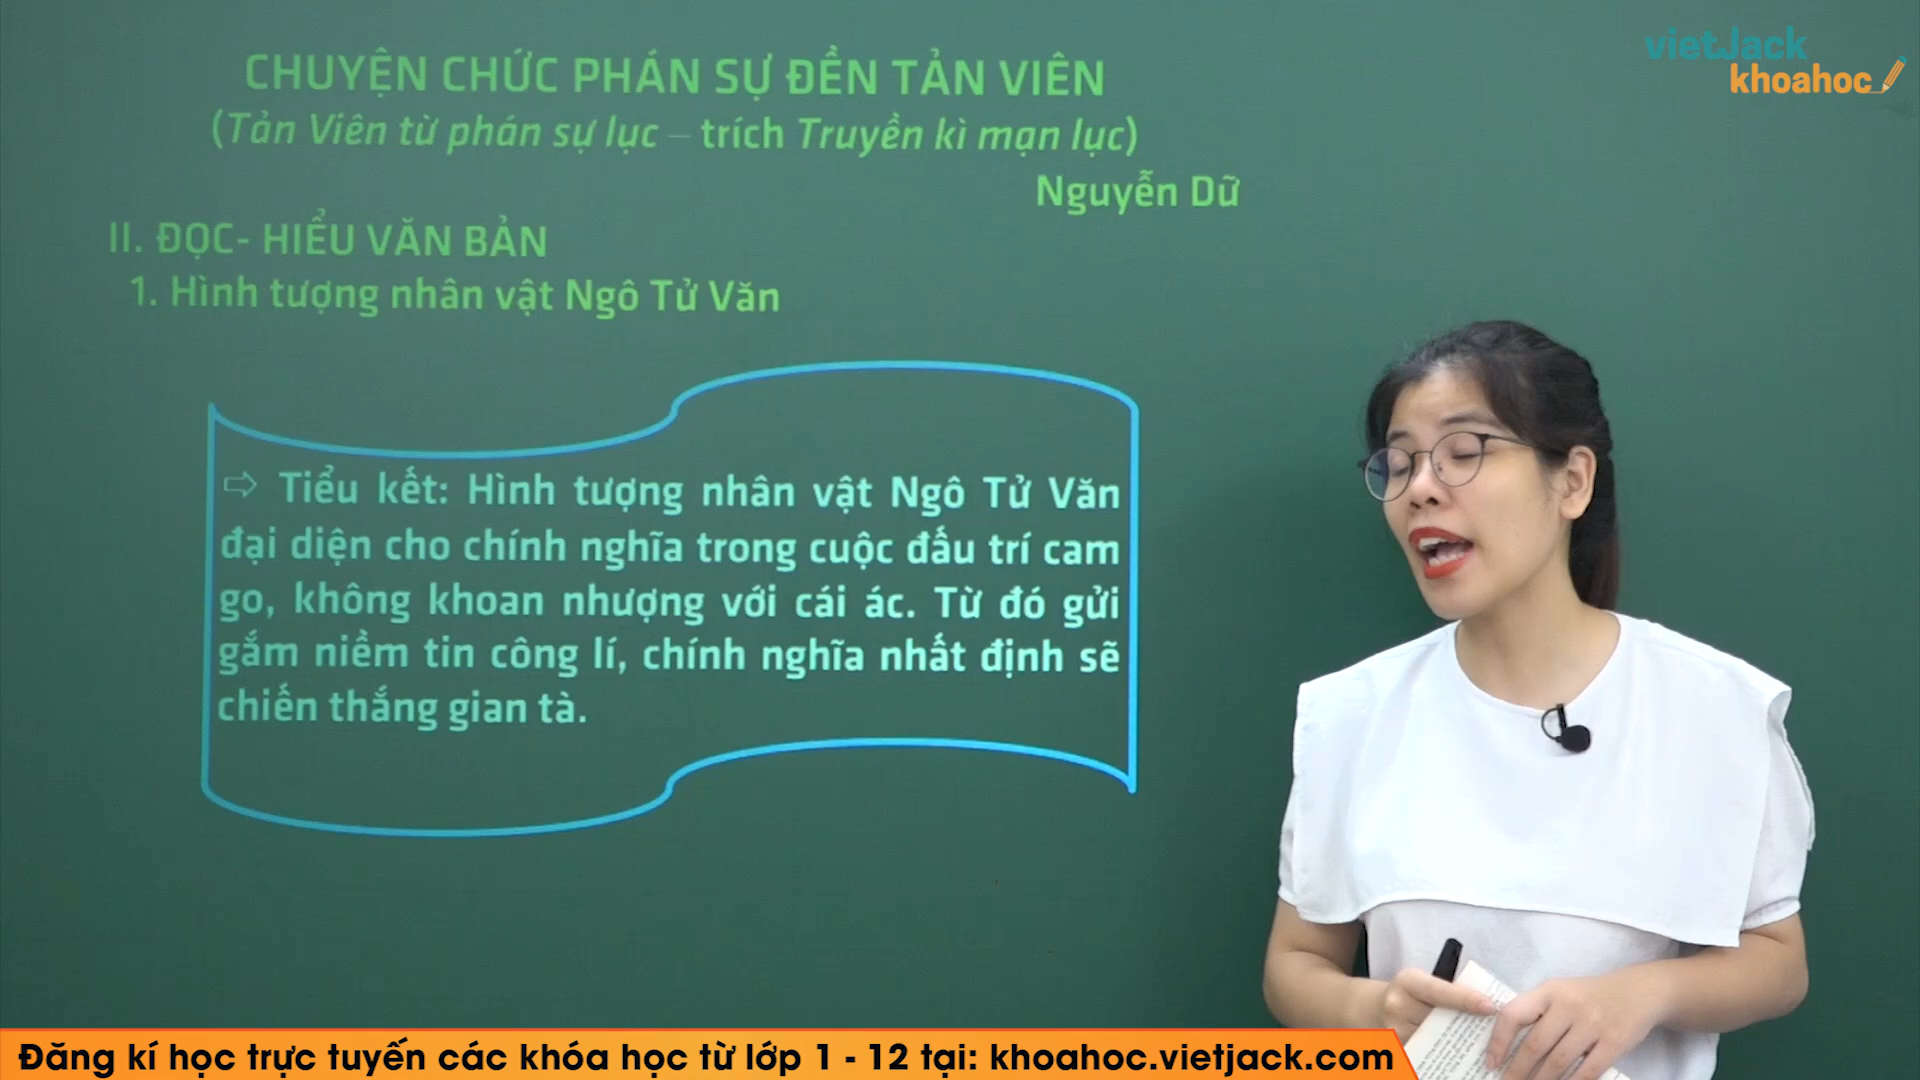 vietJack
khoahoc
CHUYỆN CHỨC PHÁN SỰ ĐỀN TẢN VIÊN
(Tản Viên từ phán sự lục – trích Truyền kì mạn lục)
Nguyễn Dữ
II. ĐỌC- HIỂU VĂN BẢN
1. Hình tượng nhân vật Ngô Tử Văn
⇨ Tiểu kết: Hình tượng nhân vật Ngô Tử Văn
đại diện cho chính nghĩa trong cuộc đấu trí cam
go, không khoan nhượng với cái ác. Từ đó gửi
gắm niềm tin công lí, chính nghĩa nhất định sẽ
chiến thắng gian tà.
Đăng kí học trực tuyến các khóa học từ lớp 1 - 12 tại: khoahoc.vietjack.com